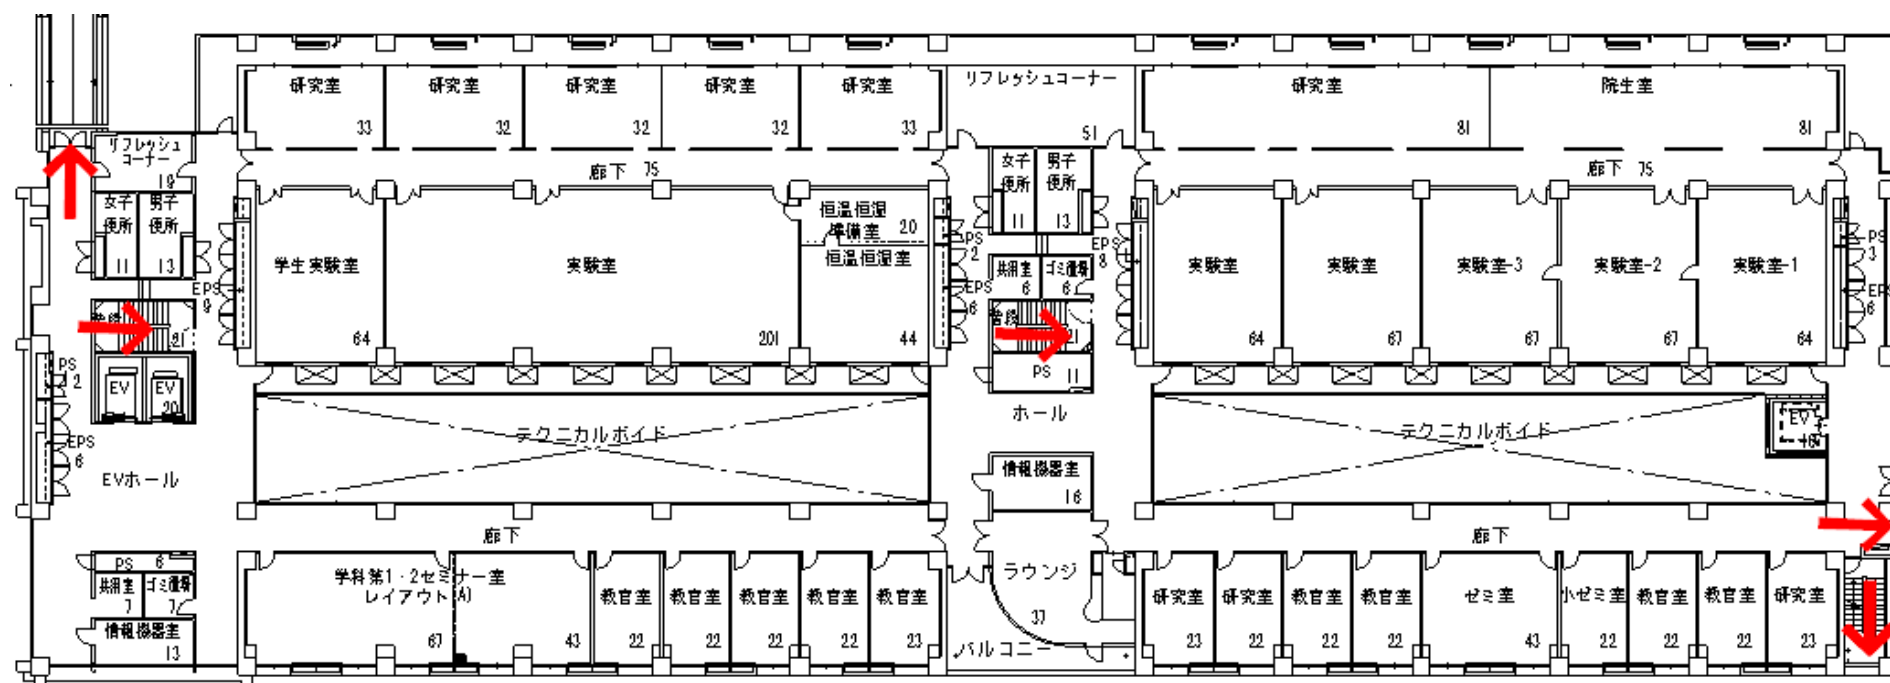 研究室
33
研究室
32
研究室
32
研究室
32
研究室
33
リフレッシュコーナー
51
研究室
81
院生室
81
リフレッシュ
コーナー
19
廊下 75
女子
便所
11
男子
便所
13
廊下 75
女子
便所
11
男子
便所
13
EPS
9
学生実験室
64
実験室
201
恒温恒湿
準備室
20
恒温恒湿室
44
PS
2
EPS
6
共用室
6
ゴミ置場
6
EPS
8
実験室
64
実験室
67
実験室-3
67
実験室-2
67
実験室-1
64
PS
3
EPS
6
階段
21
階段
21
PS
2
EV
EV
20
PS 11
ホール
テクニカルボイド
テクニカルボイド
EV
EPS
6
EVホール
情報機器室
16
廊下
廊下
PS 6
共用室
7
ゴミ置場
7
情報機器室
13
学科第1・2セミナー室
レイアウト(A)
67
43
教官室
22
教官室
22
教官室
22
教官室
22
教官室
23
ラウンジ
37
バルコニー
研究室
23
研究室
22
教官室
22
教官室
22
ゼミ室
43
小ゼミ室
22
教官室
22
教官室
22
研究室
23